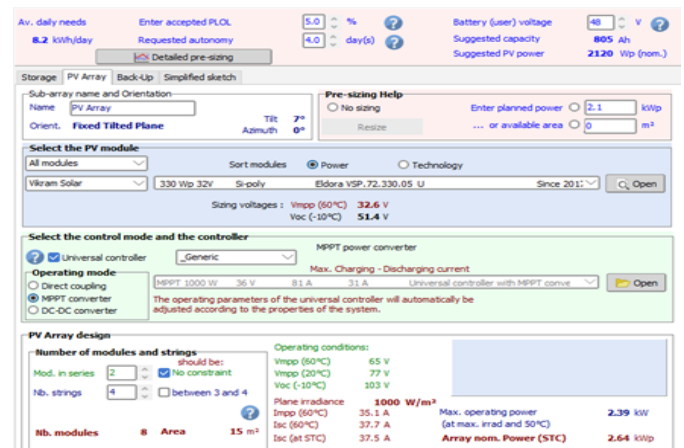 Av. daily needs Enter accepted PLOL 5.0 % ? Battery (user) voltage 48 V ?
8.2 kWh/day Requested autonomy 4.0 day(s) ? Suggested capacity 805 Ah
Detailed pre-sizing Suggested PV power 2120 Wp (nom.)
Storage PV Array Back-Up Simplified sketch
Sub-array name and Orientation Pre-sizing Help
Name PV Array No sizing Enter planned power 2.1 kWp
Orient. Fixed Tilted Plane Tilt 7° Azimuth 0° Resize ... or available area 0 m²
Select the PV module
All modules Sort modules Power Technology
Vikram Solar 330 Wp 32V Si-poly Eldora VSP.72.330.05 U Since 201 Open
Sizing voltages : Vmpp (60°C) 32.6 V
Voc (-10°C) 51.4 V
Select the control mode and the controller
MPPT power converter
? Universal controller _Generic
Max. Charging - Discharging current
Operating mode
MPPT 1000 W 36 V 81 A 31 A Universal controller with MPPT conve Open
Direct coupling
MPPT converter
DC-DC converter
The operating parameters of the universal controller will automatically be
adjusted according to the properties of the system.
PV Array design
Number of modules and strings
should be:
Mod. in series 2 No constraint
Nb. strings 4 between 3 and 4
?
Nb. modules 8 Area 15 m²
Operating conditions:
Vmpp (60°C) 65 V
Vmpp (20°C) 77 V
Voc (-10°C) 103 V
Plane irradiance 1000 W/m²
Impp (60°C) 35.1 A Max. operating power 2.39 kW
Isc (60°C) 37.7 A (at max. irrad and 50°C)
Isc (at STC) 37.5 A Array nom. Power (STC) 2.64 kWp